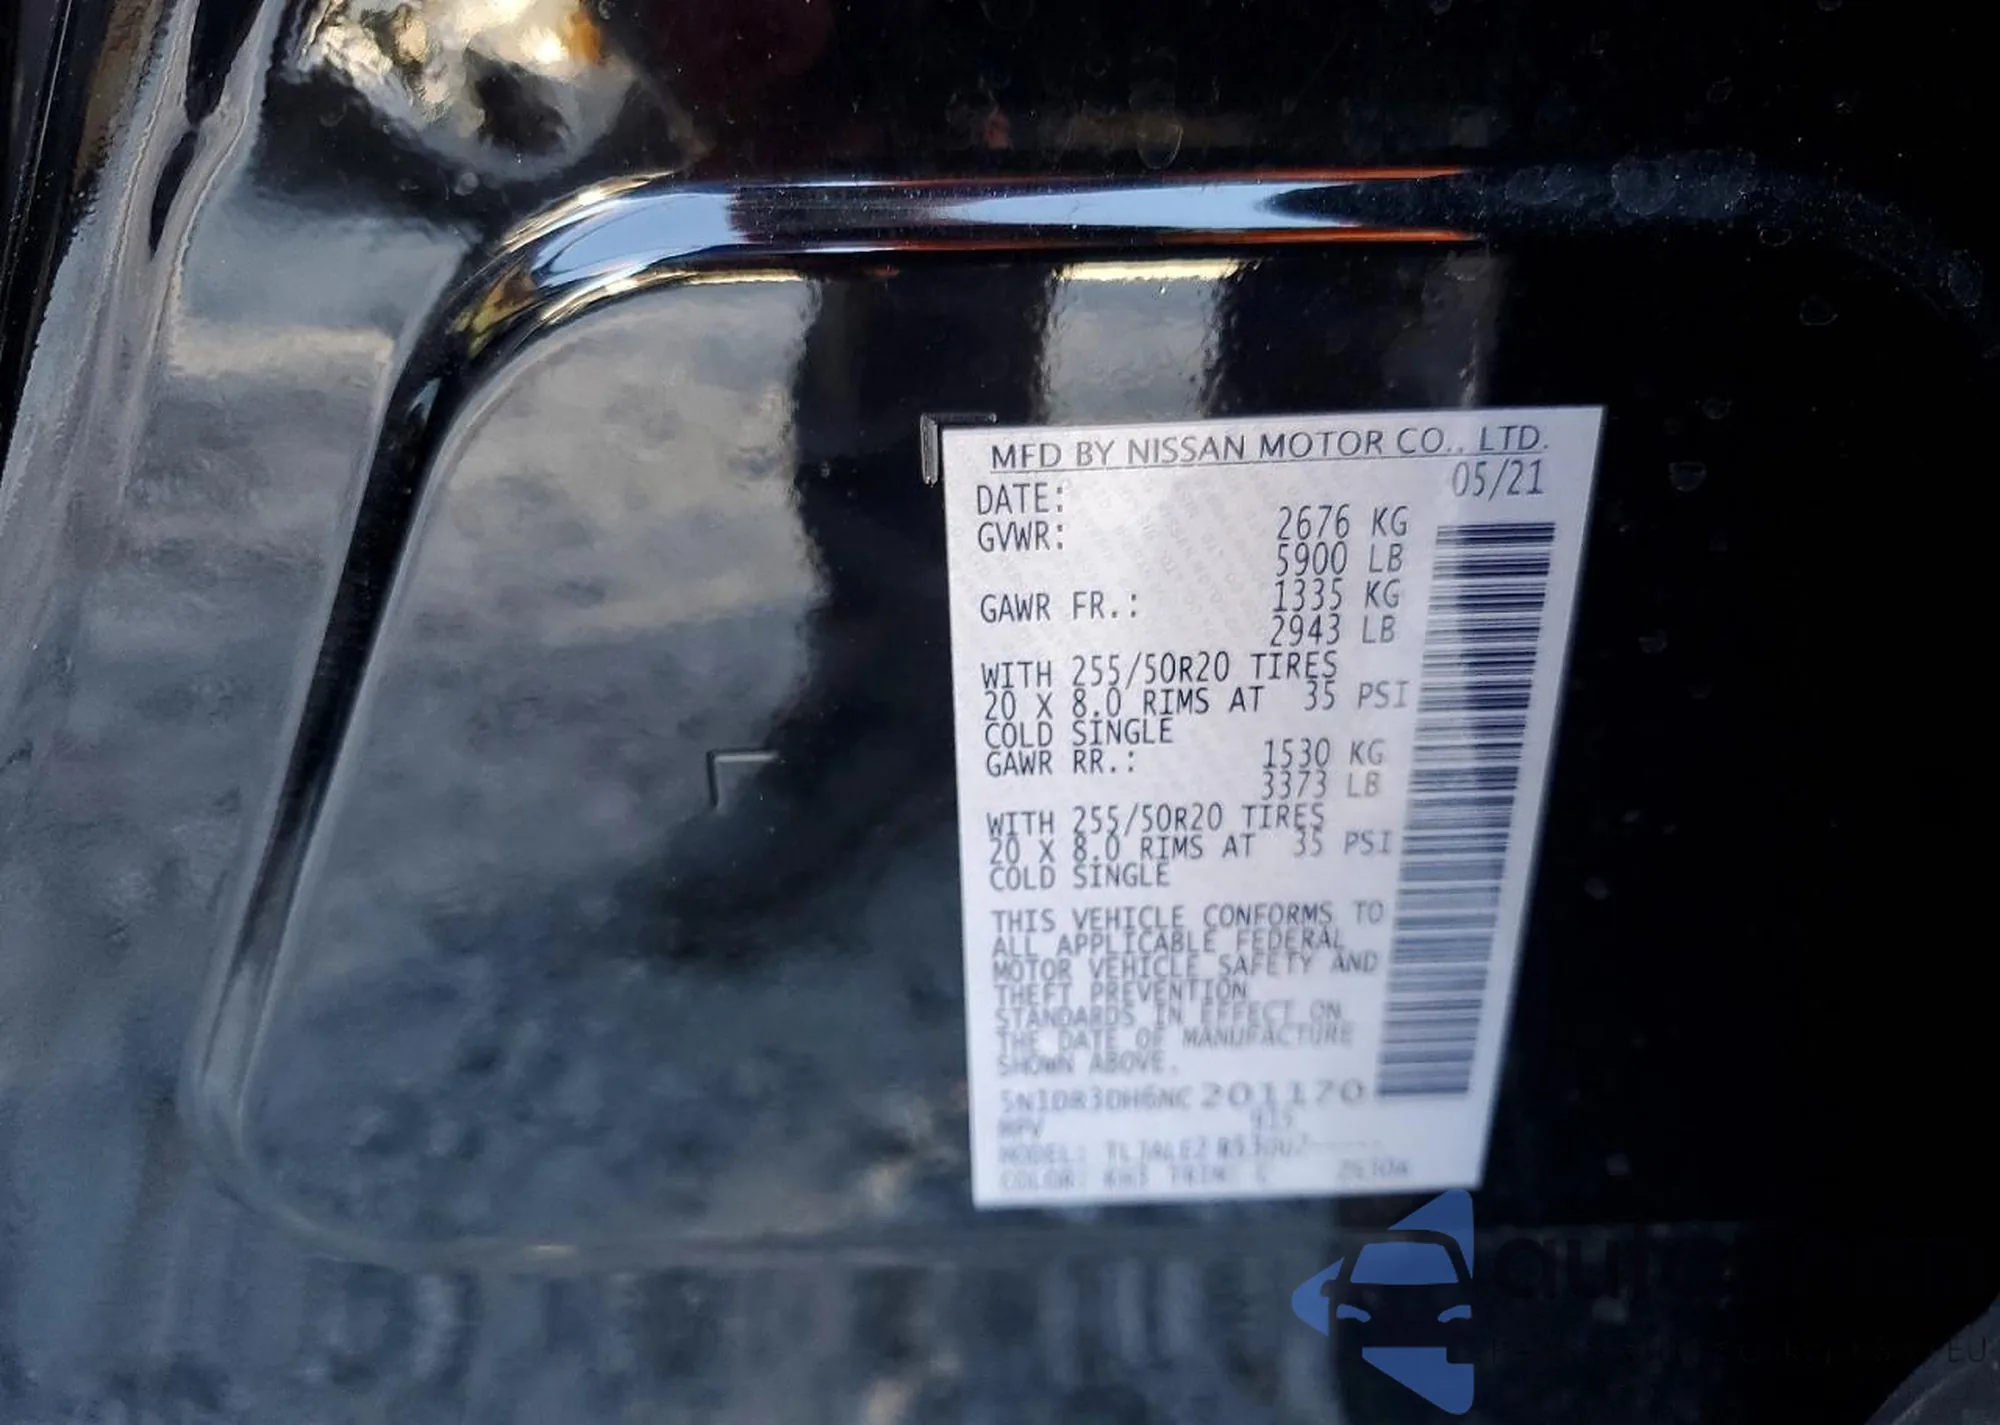 MFD BY NISSAN MOTOR CO., LTD.
DATE: 05/21
GVWR: 2676 KG
5900 LB
GAWR FR.: 1335 KG
2943 LB
WITH 255/50R20 TIRES
20 X 8.0 RIMS AT 35 PSI
COLD SINGLE
GAWR RR.: 1530 KG
3373 LB
WITH 255/50R20 TIRES
20 X 8.0 RIMS AT 35 PSI
COLD SINGLE
THIS VEHICLE CONFORMS TO
ALL APPLICABLE FEDERAL
MOTOR VEHICLE SAFETY AND
THEFT PREVENTION
STANDARDS IN EFFECT ON
THE DATE OF MANUFACTURE
SHOWN ABOVE.
5N1DR3DH6NC201170
MPV
MODEL:
COLOR: TRIM: